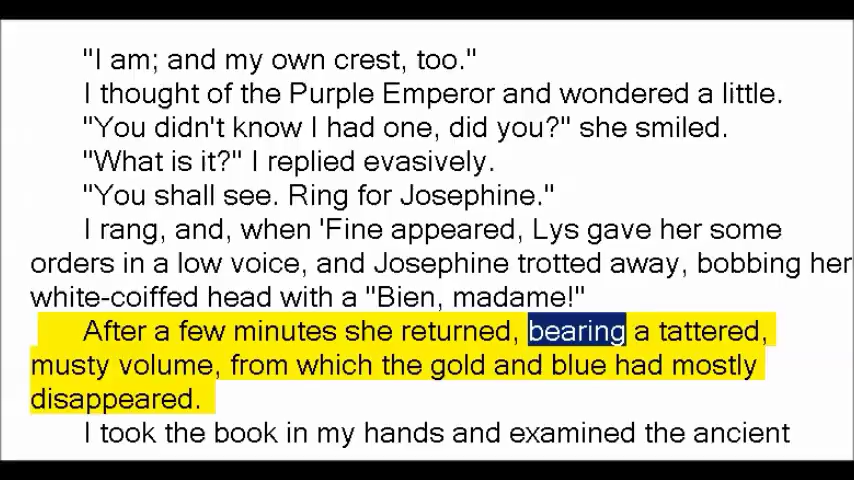 "I am; and my own crest, too."
I thought of the Purple Emperor and wondered a little.
"You didn't know I had one, did you?" she smiled.
"What is it?" I replied evasively.
"You shall see. Ring for Josephine."
I rang, and, when 'Fine appeared, Lys gave her some
orders in a low voice, and Josephine trotted away, bobbing her
white-coiffed head with a "Bien, madame!"
After a few minutes she returned, bearing a tattered,
musty volume, from which the gold and blue had mostly
disappeared.
I took the book in my hands and examined the ancient